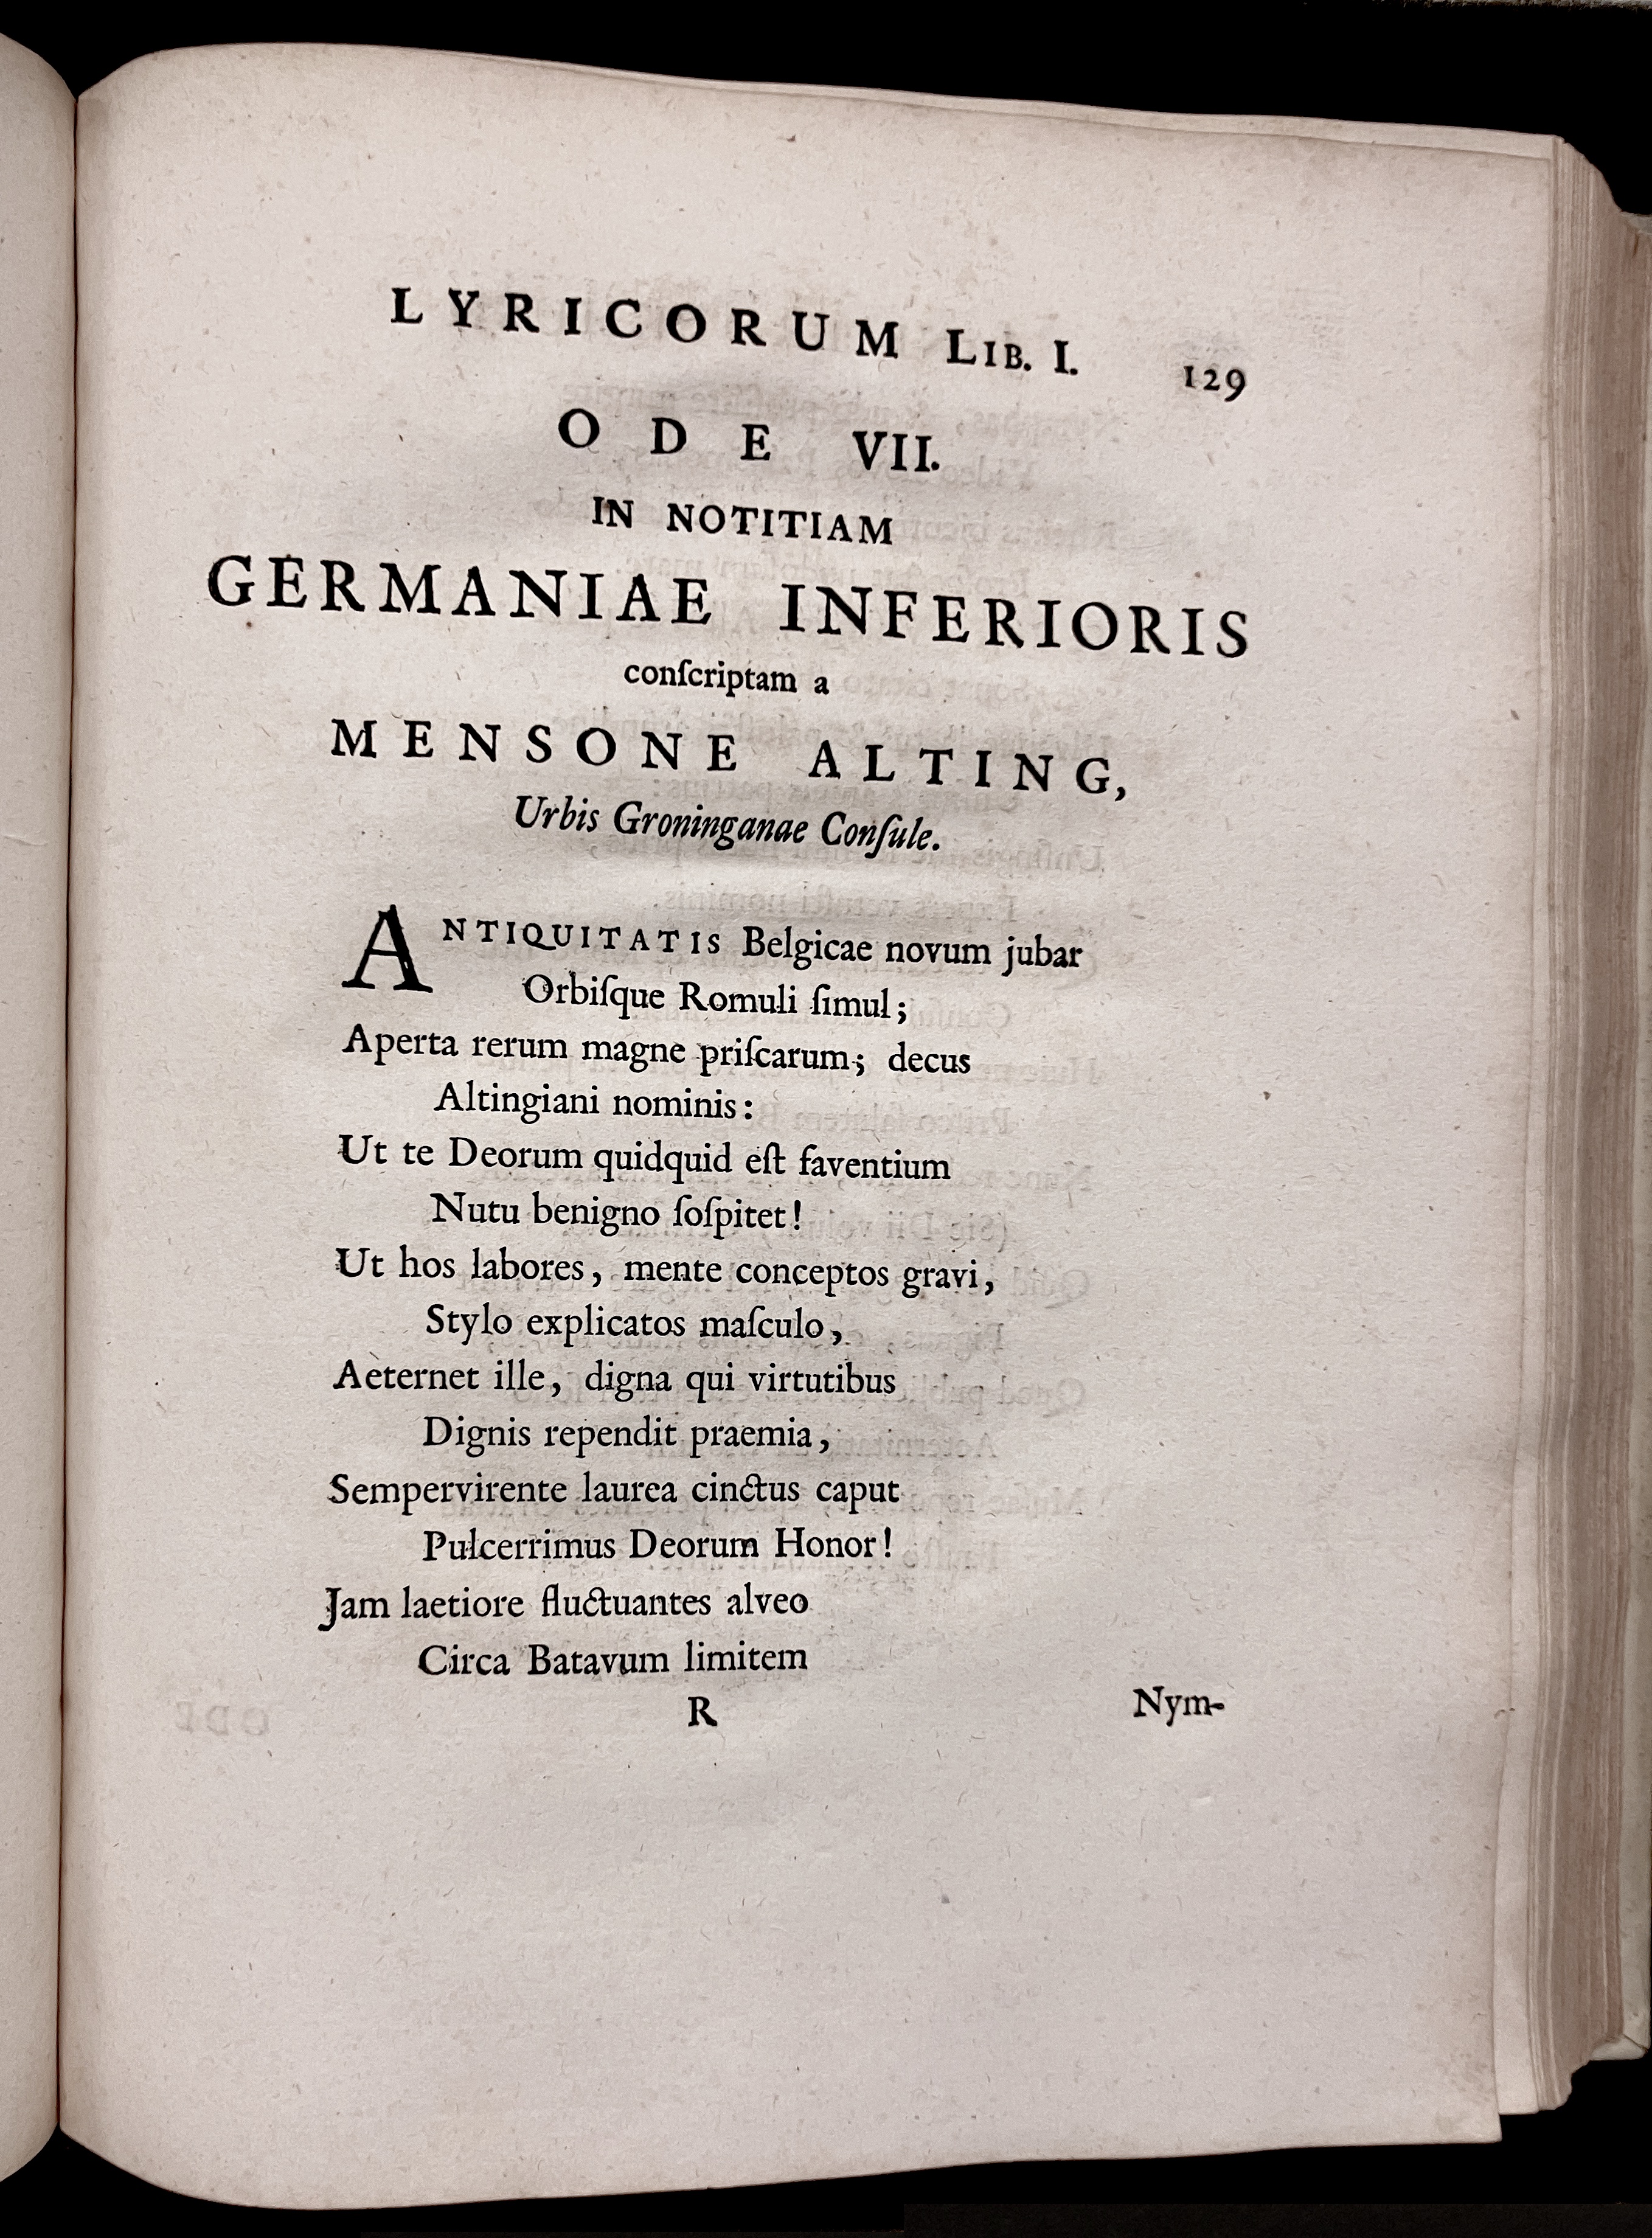 LYRICORUM LIB. I. 129
ODE VII.
IN NOTITIAM
GERMANIAE INFERIORIS
conſcriptam a
MENSONE ALTING,
Urbis Groninganae Conſule.
ANTIQUITATIS Belgicae novum jubar
Orbiſque Romuli ſimul;
Aperta rerum magne priſcarum; decus
Altingiani nominis:
Ut te Deorum quidquid eſt faventium
Nutu benigno ſoſpitet!
Ut hos labores, mente conceptos gravi,
Stylo explicatos maſculo,
Aeternet ille, digna qui virtutibus
Dignis rependit praemia,
Sempervirente laurea cinctus caput
Pulcerrimus Deorum Honor!
Jam laetiore fluctuantes alveo
Circa Batavum limitem
R Nym-